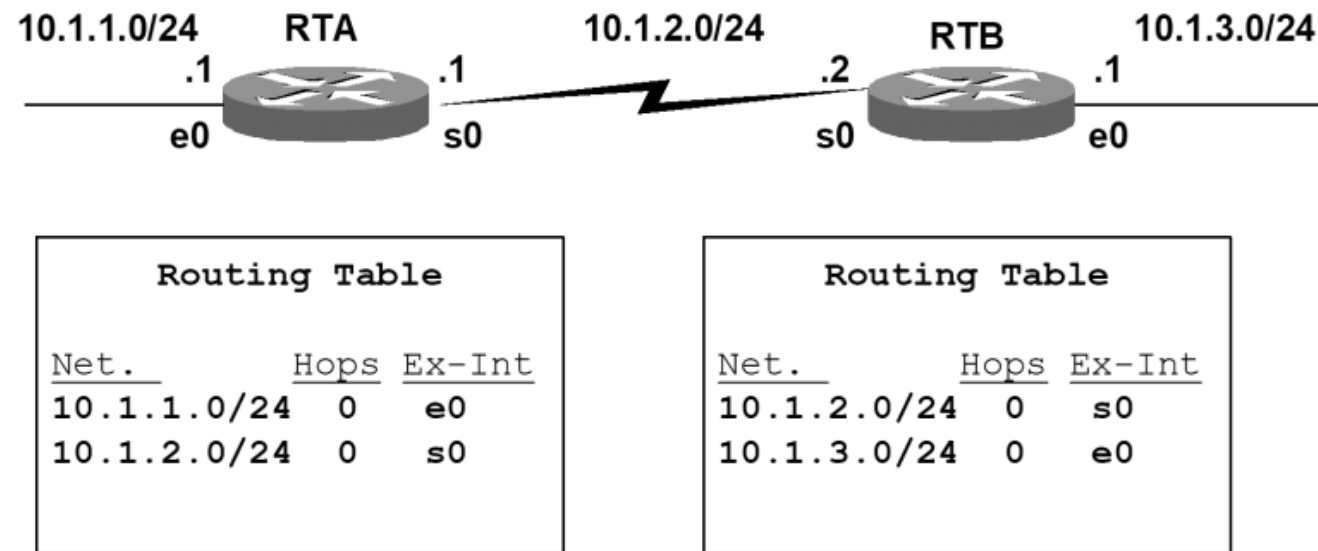 10.1.1.0/24 RTA 10.1.2.0/24 RTB 10.1.3.0/24
.1 .1 .2 .1
e0 s0 s0 e0
Routing Table
Net. Hops Ex-Int
10.1.1.0/24 0 e0
10.1.2.0/24 0 s0
Routing Table
Net. Hops Ex-Int
10.1.2.0/24 0 s0
10.1.3.0/24 0 e0